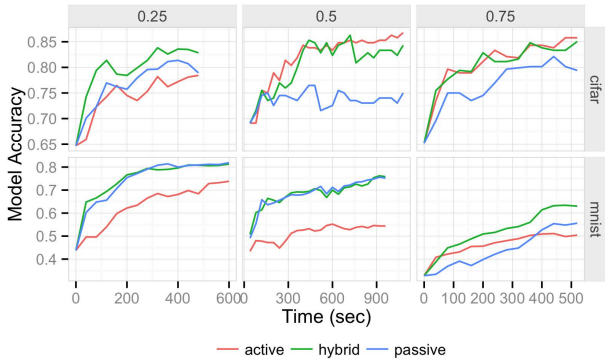 0.25 0.5 0.75
0.85
0.80
0.75
0.70
0.65
cifar
Model Accuracy
0.8
0.7
0.6
0.5
0.4
mnist
0 200 400 600 300 600 900 0 100 200 300 400 500
Time (sec)
active hybrid passive